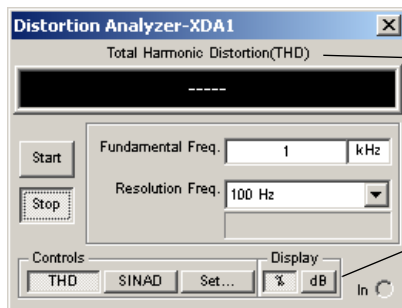 Distortion Analyzer-XDA1
Total Harmonic Distortion(THD)
-----
Start
Stop
Fundamental Freq. 1 kHz
Resolution Freq. 100 Hz
Controls
THD SINAD Set...
Display
% dB
In